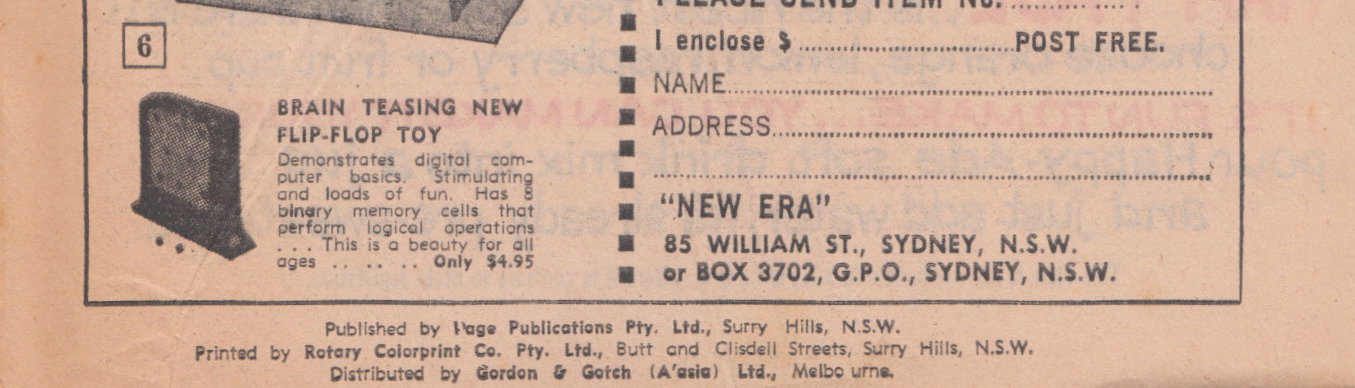 6
BRAIN TEASING NEW
FLIP-FLOP TOY
Demonstrates digital com-
puter basics. Stimulating
and loads of fun. Has 8
binary memory cells that
perform logical operations
. . . This is a beauty for all
ages .. .. .. .. Only $4.95
PLEASE SEND ITEM No. ....................
I enclose $ ....................................POST FREE.
NAME................................................................
ADDRESS................................................................
................................................................
"NEW ERA"
85 WILLIAM ST., SYDNEY, N.S.W.
or BOX 3702, G.P.O., SYDNEY, N.S.W.
Published by Page Publications Pty. Ltd., Surry Hills, N.S.W.
Printed by Rotary Colorprint Co. Pty. Ltd., Butt and Clisdell Streets, Surry Hills, N.S.W.
Distributed by Gordon & Gotch (A'asia) Ltd., Melbo urne.